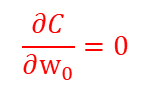 ∂C/∂w₀ = 0